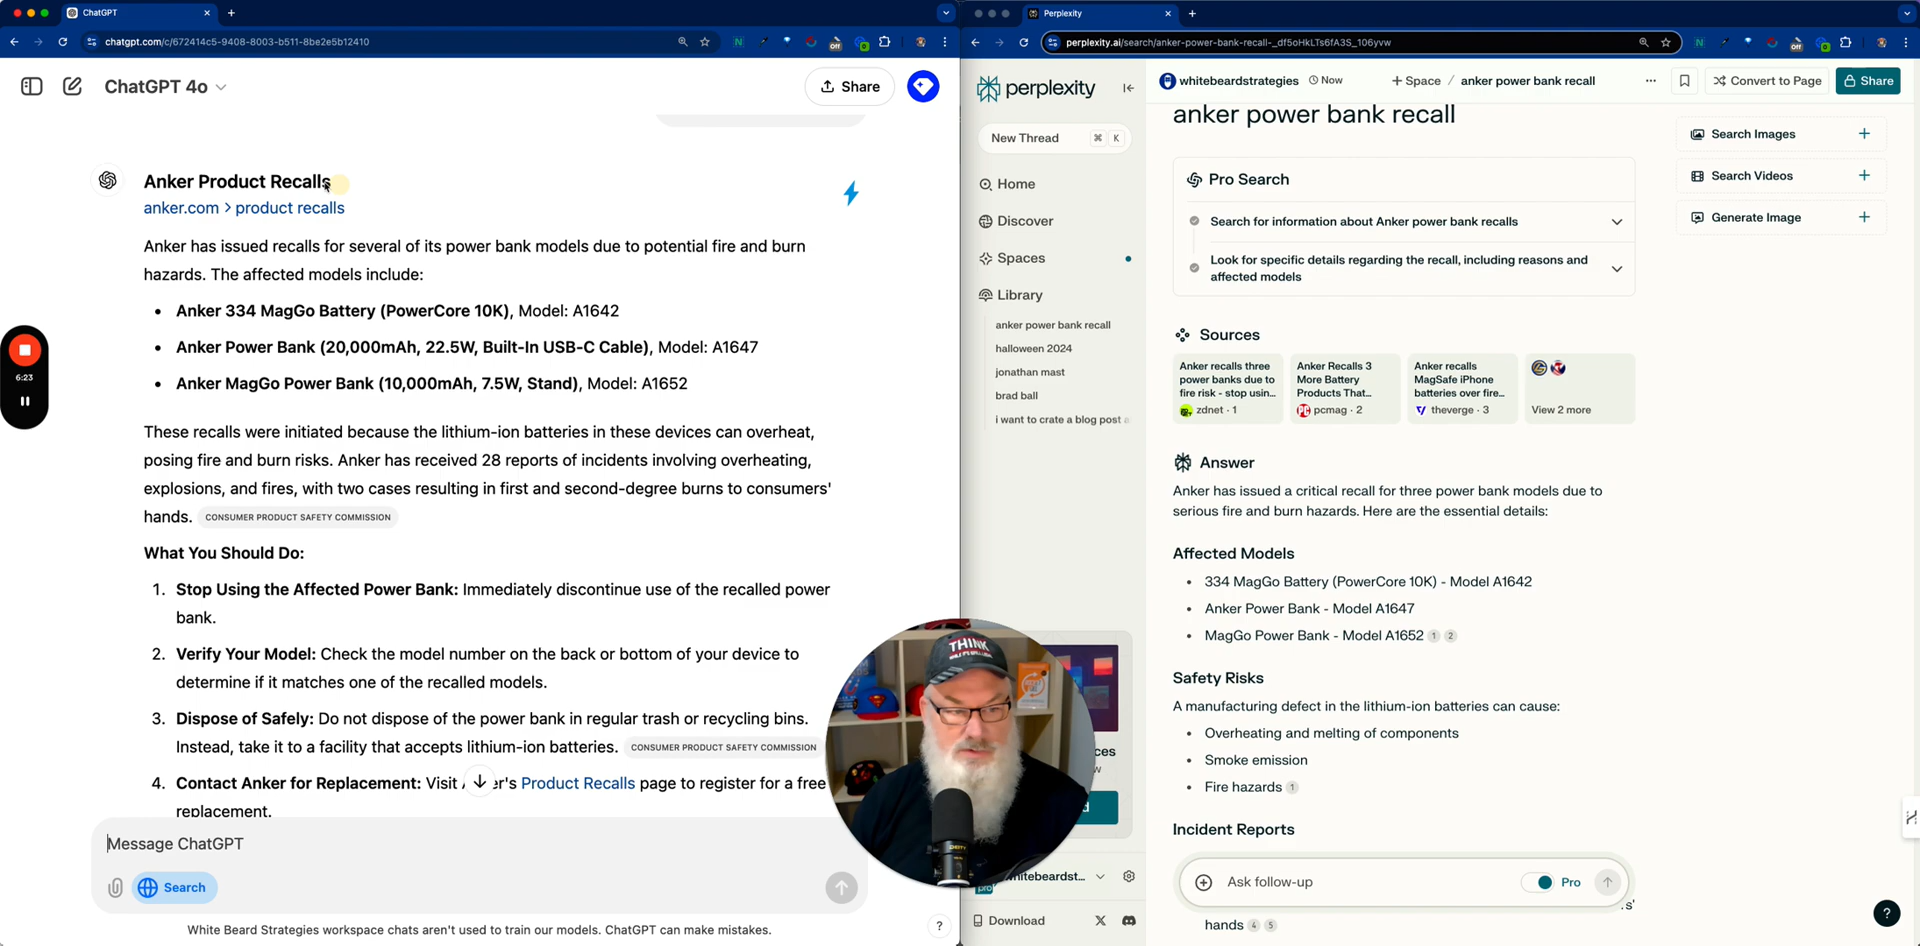 ChatGPT
chatgpt.com/c/672414c5-9408-8003-b511-8be2e5b12410
Off
0
ChatGPT 4o
Share
Anker Product Recalls
anker.com > product recalls
Anker has issued recalls for several of its power bank models due to potential fire and burn
hazards. The affected models include:
• Anker 334 MagGo Battery (PowerCore 10K), Model: A1642
• Anker Power Bank (20,000mAh, 22.5W, Built-In USB-C Cable), Model: A1647
• Anker MagGo Power Bank (10,000mAh, 7.5W, Stand), Model: A1652
These recalls were initiated because the lithium-ion batteries in these devices can overheat,
posing fire and burn risks. Anker has received 28 reports of incidents involving overheating,
explosions, and fires, with two cases resulting in first and second-degree burns to consumers'
hands. CONSUMER PRODUCT SAFETY COMMISSION
What You Should Do:
1. Stop Using the Affected Power Bank: Immediately discontinue use of the recalled power
bank.
2. Verify Your Model: Check the model number on the back or bottom of your device to
determine if it matches one of the recalled models.
3. Dispose of Safely: Do not dispose of the power bank in regular trash or recycling bins.
Instead, take it to a facility that accepts lithium-ion batteries. CONSUMER PRODUCT SAFETY COMMISSION
4. Contact Anker for Replacement: Visit er's Product Recalls page to register for a free
replacement.
Message ChatGPT
Search
White Beard Strategies workspace chats aren't used to train our models. ChatGPT can make mistakes.
?
6:23
THINK
Perplexity
perplexity.ai/search/anker-power-bank-recall-_df5oHkLTs6fA3S_106yvw
Off
0
perplexity
New Thread ⌘ K
Home
Discover
Spaces
Library
anker power bank recall
halloween 2024
jonathan mast
brad ball
i want to crate a blog post a
ces
w
d
whitebeardst...
pro
Download
whitebeardstrategies Now
+ Space / anker power bank recall
Convert to Page
Share
anker power bank recall
Pro Search
Search for information about Anker power bank recalls
Look for specific details regarding the recall, including reasons and
affected models
Sources
Anker recalls three
power banks due to
fire risk - stop usin...
zdnet · 1
Anker Recalls 3
More Battery
Products That...
pcmag · 2
Anker recalls
MagSafe iPhone
batteries over fire...
theverge · 3
View 2 more
Answer
Anker has issued a critical recall for three power bank models due to
serious fire and burn hazards. Here are the essential details:
Affected Models
• 334 MagGo Battery (PowerCore 10K) - Model A1642
• Anker Power Bank - Model A1647
• MagGo Power Bank - Model A1652 1 2
Safety Risks
A manufacturing defect in the lithium-ion batteries can cause:
• Overheating and melting of components
• Smoke emission
• Fire hazards 1
Incident Reports
Ask follow-up
Pro
hands 4 5
Search Images
Search Videos
Generate Image
?